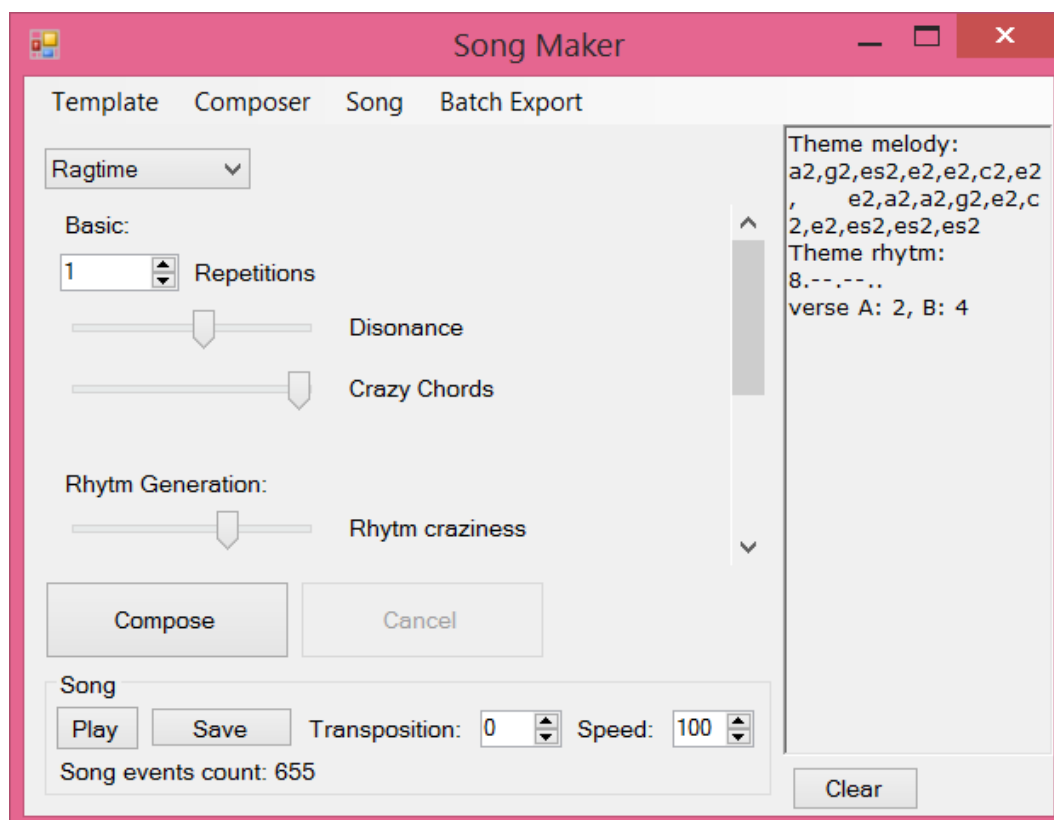 Song Maker
Template Composer Song Batch Export
Ragtime
Basic:
1 Repetitions
Disonance
Crazy Chords
Rhytm Generation:
Rhytm craziness
Compose Cancel
Song
Play Save Transposition: 0 Speed: 100
Song events count: 655
Theme melody:
a2,g2,es2,e2,e2,c2,e2
, e2,a2,a2,g2,e2,c
2,e2,es2,es2,es2
Theme rhytm:
8.--.--..
verse A: 2, B: 4
Clear